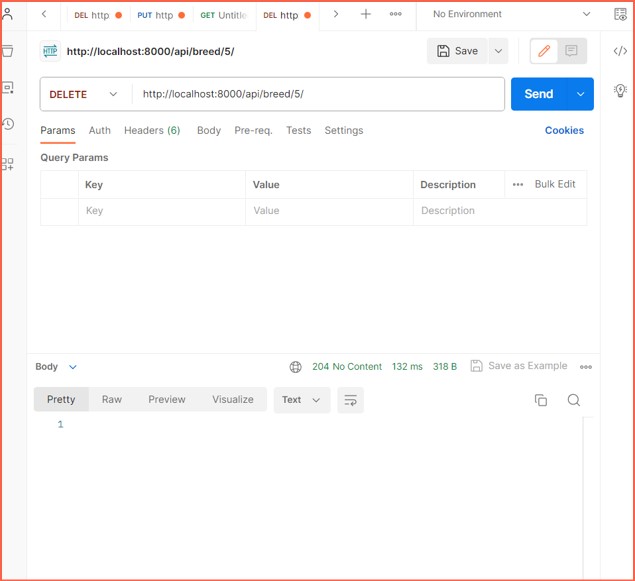 DEL http
PUT http
GET Untitle
DEL http
No Environment
HTTP http://localhost:8000/api/breed/5/
Save
DELETE
http://localhost:8000/api/breed/5/
Send
Params Auth Headers (6) Body Pre-req. Tests Settings
Cookies
Query Params
Key Value Description Bulk Edit
Key Value Description
Body
204 No Content 132 ms 318 B Save as Example
Pretty Raw Preview Visualize Text
1